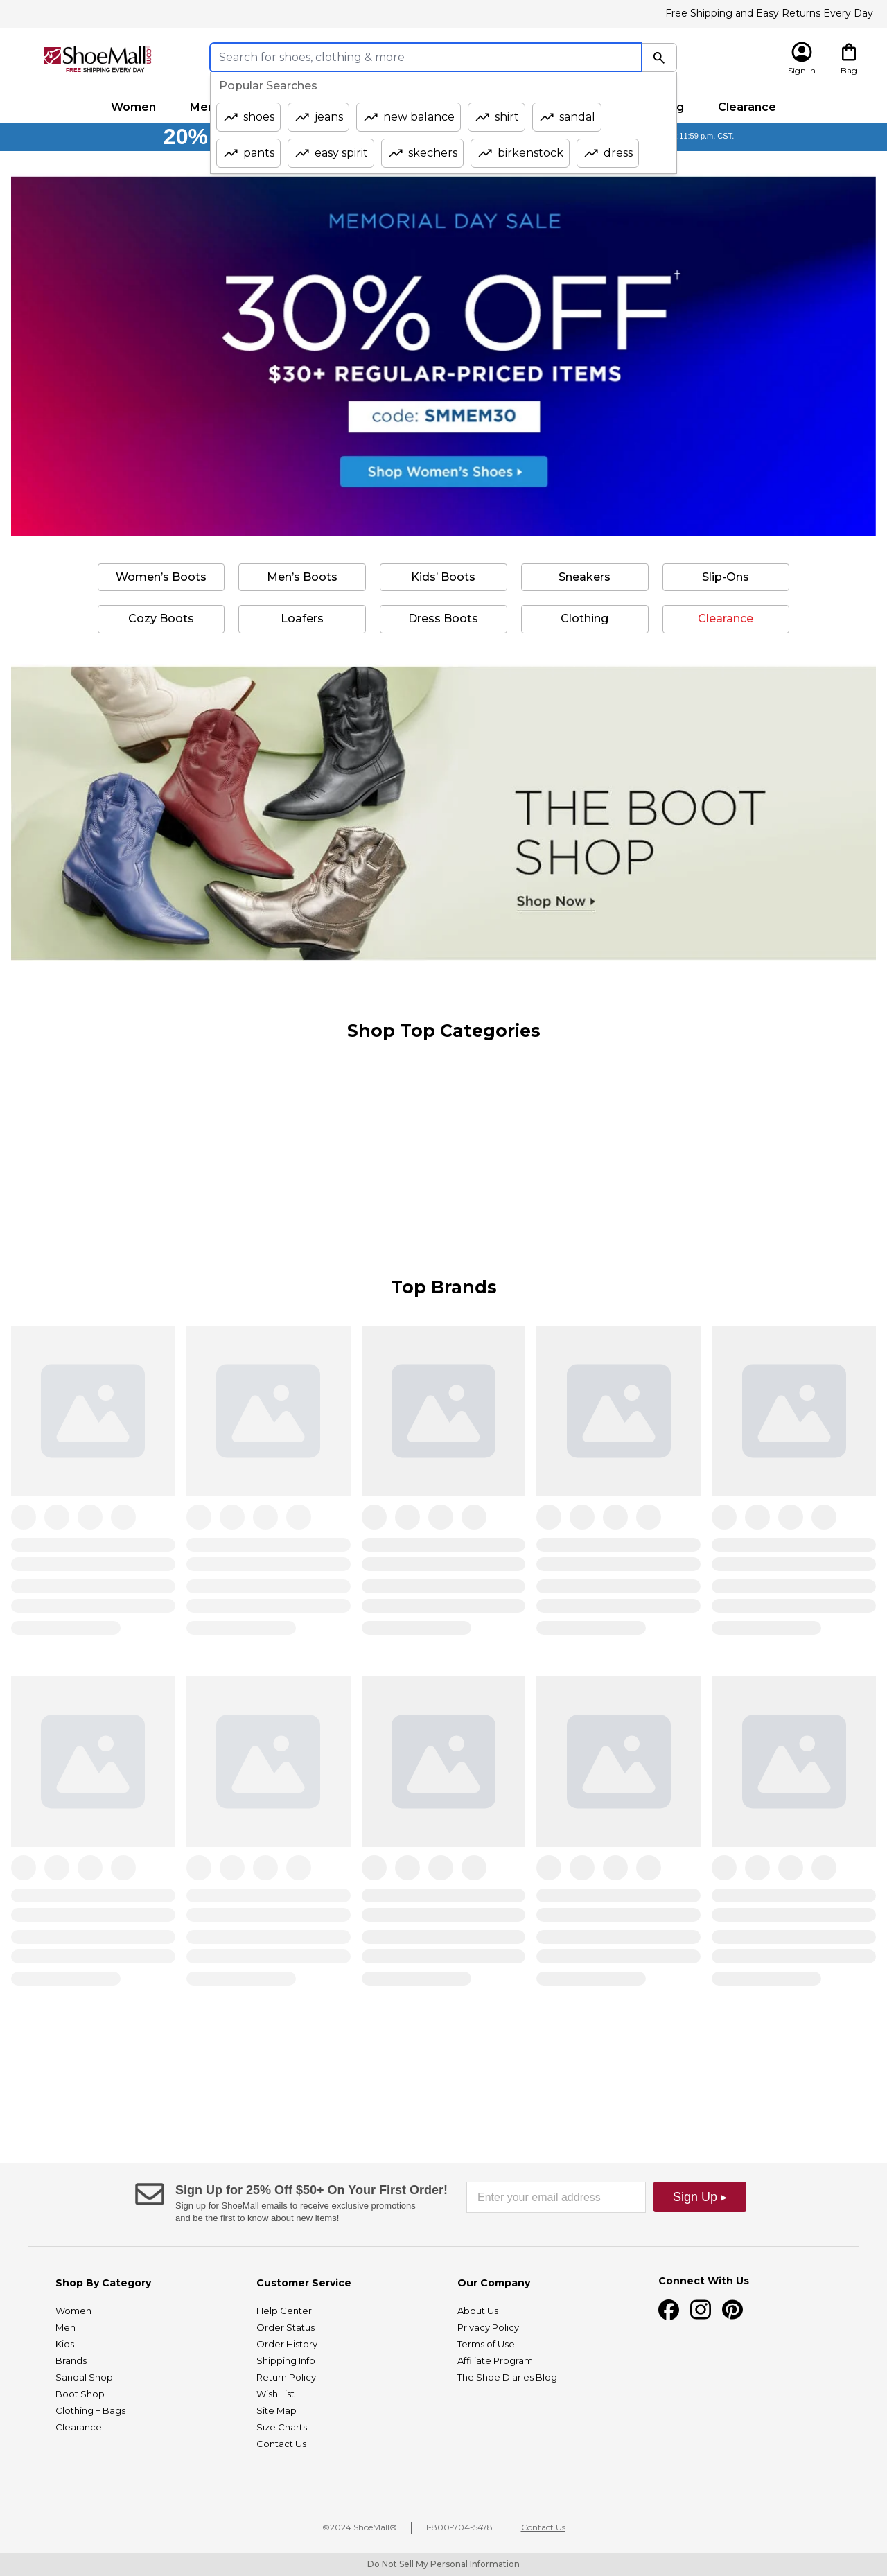 Free Shipping and Easy Returns Every Day
ShoeMall.com
FREE SHIPPING EVERY DAY
Search for shoes, clothing & more
Sign In
Bag
Popular Searches
shoes
jeans
new balance
shirt
sandal
pants
easy spirit
skechers
birkenstock
dress
Women
Clearance
20%
11:59 p.m. CST.
MEMORIAL DAY SALE
30% OFF†
$30+ REGULAR-PRICED ITEMS
code: SMMEM30
Shop Women's Shoes
Women's Boots
Men's Boots
Kids' Boots
Sneakers
Slip-Ons
Cozy Boots
Loafers
Dress Boots
Clothing
Clearance
THE BOOT
SHOP
Shop Now
Shop Top Categories
Top Brands
Sign Up for 25% Off $50+ On Your First Order!
Sign up for ShoeMall emails to receive exclusive promotions
and be the first to know about new items!
Enter your email address
Sign Up ▸
Shop By Category
Women
Men
Kids
Brands
Sandal Shop
Boot Shop
Clothing + Bags
Clearance
Customer Service
Help Center
Order Status
Order History
Shipping Info
Return Policy
Wish List
Site Map
Size Charts
Contact Us
Our Company
About Us
Privacy Policy
Terms of Use
Affiliate Program
The Shoe Diaries Blog
Connect With Us
©2024 ShoeMall®
1-800-704-5478
Contact Us
Do Not Sell My Personal Information